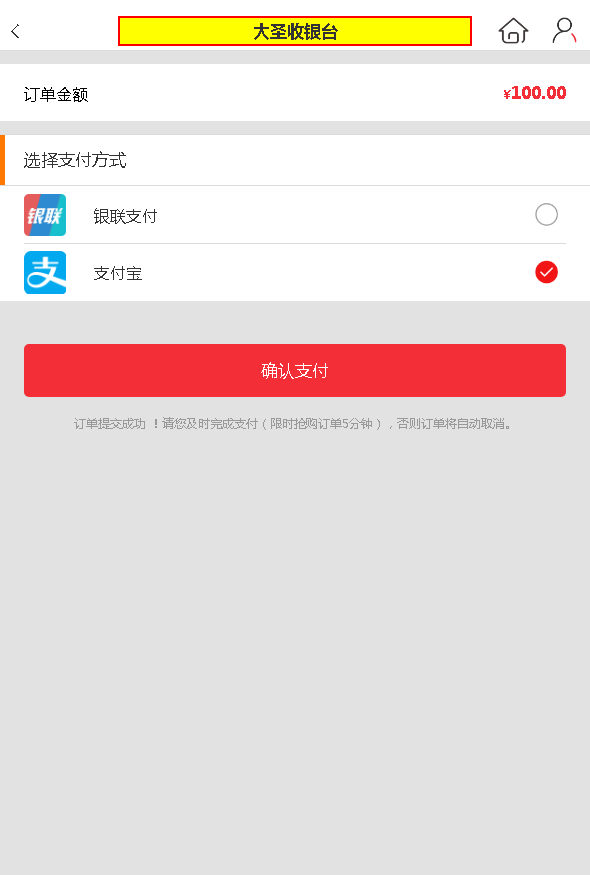 大圣收银台
订单金额
¥100.00
选择支付方式
银联 银联支付
支 支付宝
确认支付
订单提交成功 ！请您及时完成支付（限时抢购订单5分钟），否则订单将自动取消。